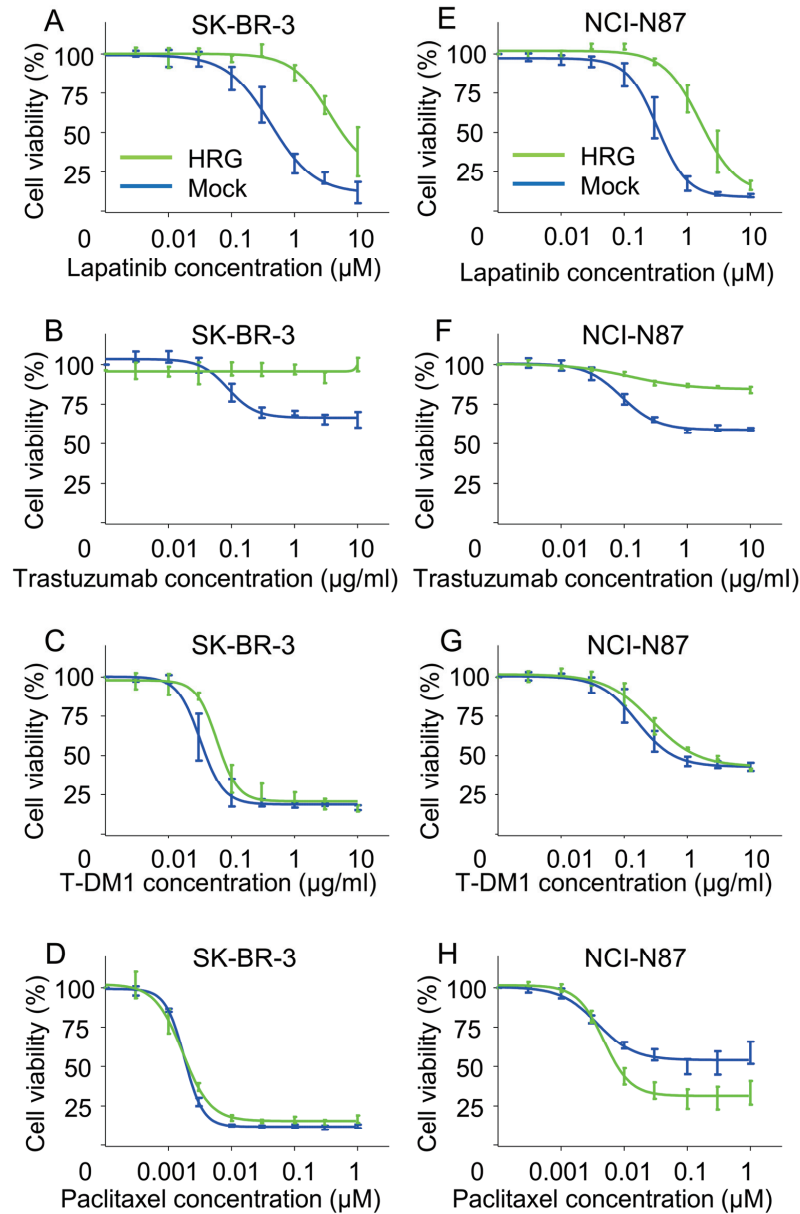 A
SK-BR-3
Cell viability (%)
100
75
50
25
HRG
Mock
0 0.01 0.1 1 10
Lapatinib concentration (µM)
E
NCI-N87
Cell viability (%)
100
75
50
25
HRG
Mock
0 0.01 0.1 1 10
Lapatinib concentration (µM)
B
SK-BR-3
Cell viability (%)
100
75
50
25
0 0.01 0.1 1 10
Trastuzumab concentration (µg/ml)
F
NCI-N87
Cell viability (%)
100
75
50
25
0 0.01 0.1 1 10
Trastuzumab concentration (µg/ml)
C
SK-BR-3
Cell viability (%)
100
75
50
25
0 0.01 0.1 1 10
T-DM1 concentration (µg/ml)
G
NCI-N87
Cell viability (%)
100
75
50
25
0 0.01 0.1 1 10
T-DM1 concentration (µg/ml)
D
SK-BR-3
Cell viability (%)
100
75
50
25
0 0.001 0.01 0.1 1
Paclitaxel concentration (µM)
H
NCI-N87
Cell viability (%)
100
75
50
25
0 0.001 0.01 0.1 1
Paclitaxel concentration (µM)